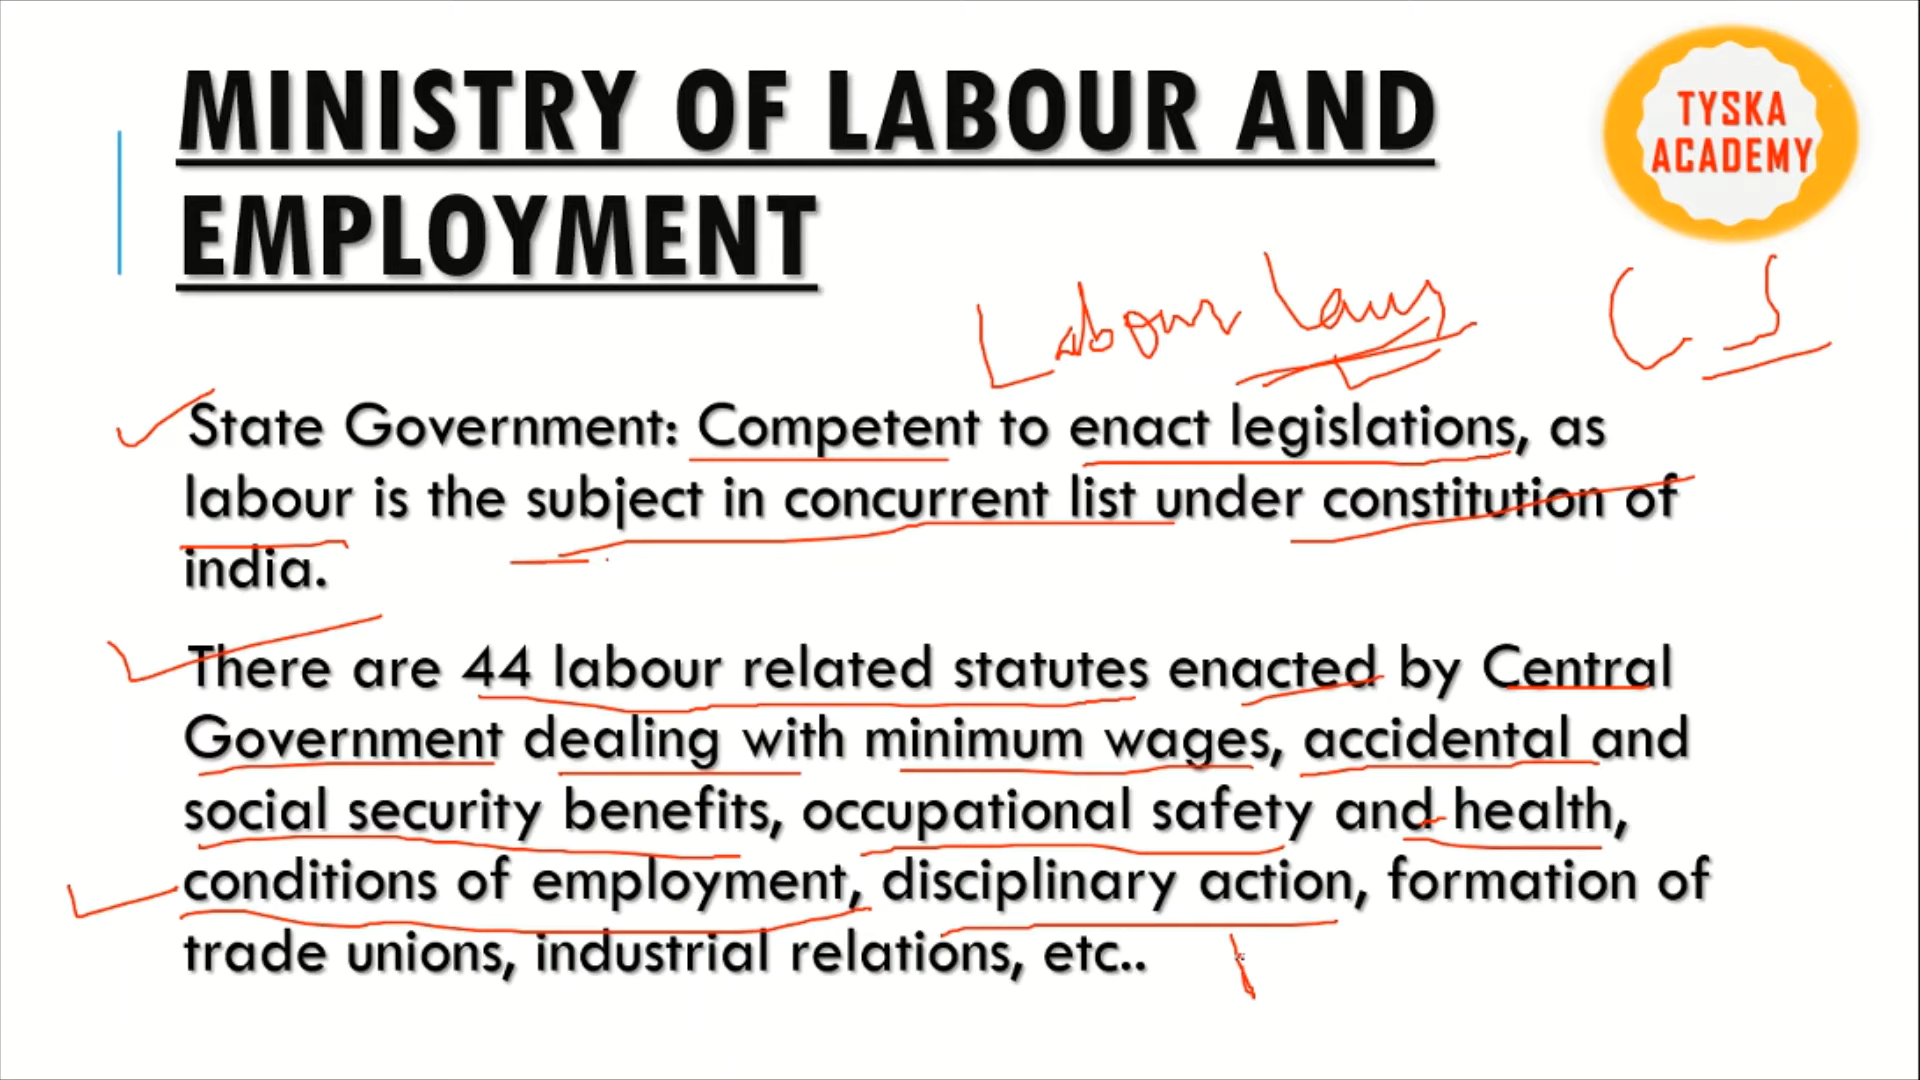 MINISTRY OF LABOUR AND
EMPLOYMENT
TYSKA
ACADEMY
Labour Laws
State Government: Competent to enact legislations, as
labour is the subject in concurrent list under constitution of
india.
There are 44 labour related statutes enacted by Central
Government dealing with minimum wages, accidental and
social security benefits, occupational safety and health,
conditions of employment, disciplinary action, formation of
trade unions, industrial relations, etc..